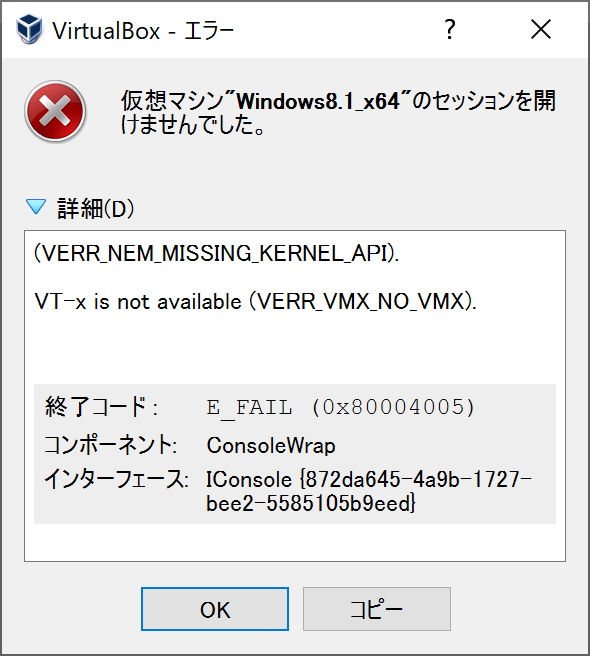 VirtualBox - エラー
仮想マシン"Windows8.1_x64"のセッションを開
けませんでした。
詳細(D)
(VERR_NEM_MISSING_KERNEL_API).
VT-x is not available (VERR_VMX_NO_VMX).
終了コード : E_FAIL (0x80004005)
コンポーネント: ConsoleWrap
インターフェース: IConsole {872da645-4a9b-1727-
bee2-5585105b9eed}
OK コピー